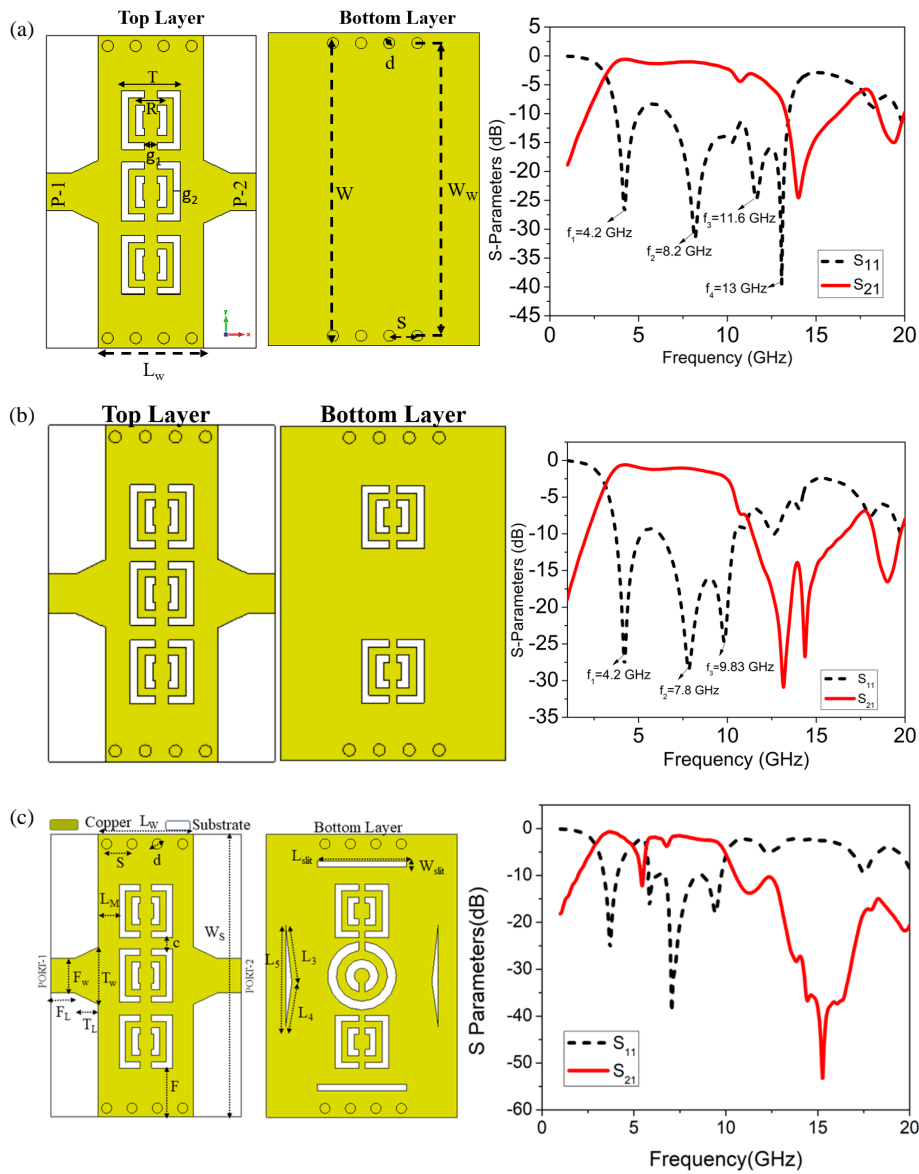 (a)
Top Layer
Bottom Layer
T
R
g1
g2
P-1
P-2
y
x
Lw
d
W
Ww
S
S-Parameters (dB)
5
0
-5
-10
-15
-20
-25
-30
-35
-40
-45
f1=4.2 GHz
f2=8.2 GHz
f3=11.6 GHz
f4=13 GHz
S11
S21
0 5 10 15 20
Frequency (GHz)
(b)
Top Layer
Bottom Layer
S-Parameters (dB)
0
-5
-10
-15
-20
-25
-30
-35
f1=4.2 GHz
f2=7.8 GHz
f3=9.83 GHz
S11
S21
0 5 10 15 20
Frequency (GHz)
(c)
Copper
Lw
Substrate
S
d
LM
c
WS
PORT-1
PORT-2
Fw
Tw
FL
TL
F
Bottom Layer
Lslit
Wslit
L5
L3
L4
S Parameters(dB)
0
-10
-20
-30
-40
-50
-60
S11
S21
0 5 10 15 20
Frequency(GHz)